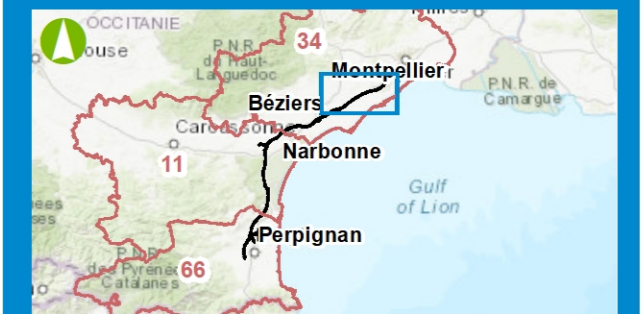 OCCITANIE
ouse
P.N.R.
du Haut-
Languedoc
34
Montpellier
P.N.R. de
Camargue
Béziers
Carcassonne
11
Narbonne
Gulf
of Lion
Perpignan
P.N.R.
des Pyrénées
Catalanes
66